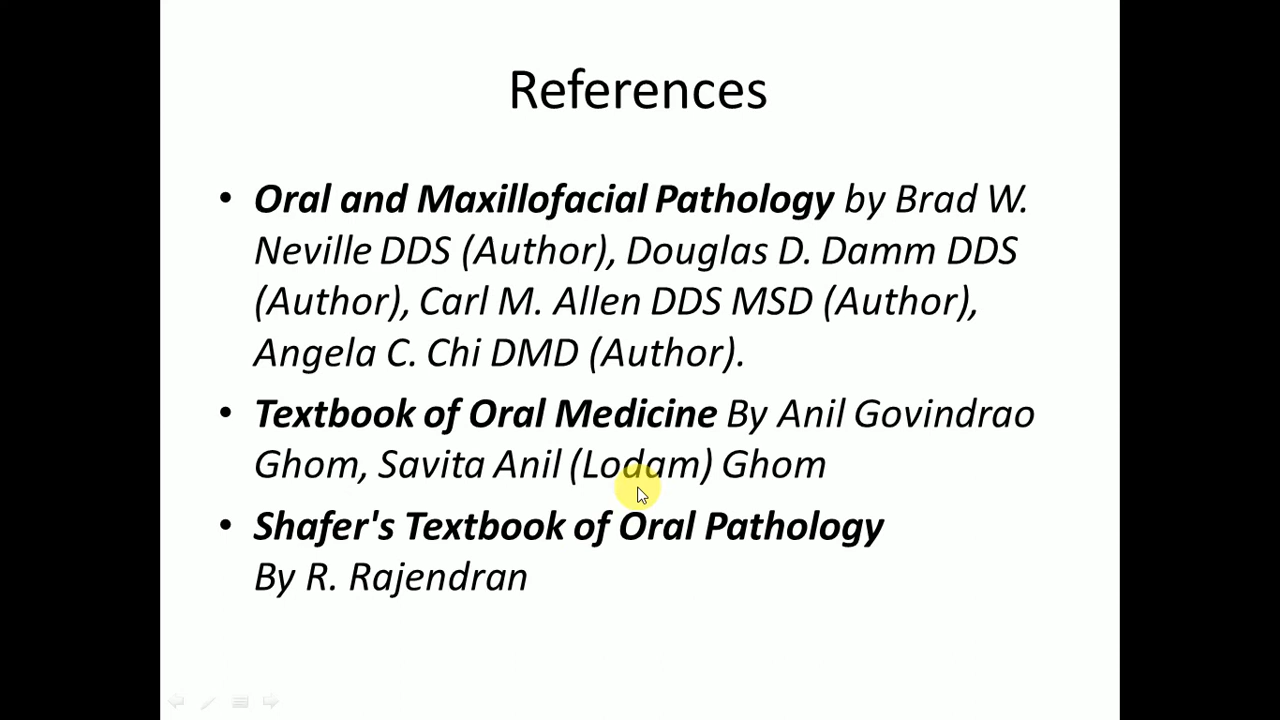 References
• Oral and Maxillofacial Pathology by Brad W.
Neville DDS (Author), Douglas D. Damm DDS
(Author), Carl M. Allen DDS MSD (Author),
Angela C. Chi DMD (Author).
• Textbook of Oral Medicine By Anil Govindrao
Ghom, Savita Anil (Lodam) Ghom
• Shafer's Textbook of Oral Pathology
By R. Rajendran